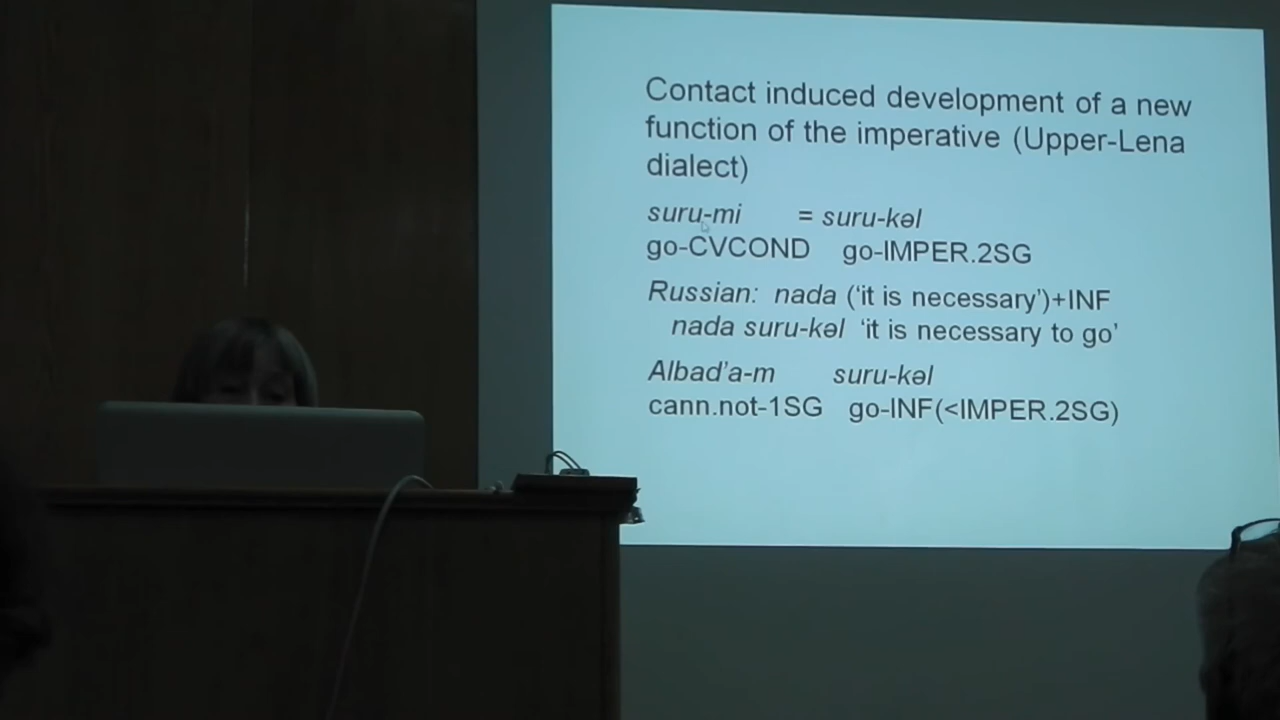 Contact induced development of a new
function of the imperative (Upper-Lena
dialect)
suru-mi = suru-kəl
go-CVCOND go-IMPER.2SG
Russian: nada (‘it is necessary’)+INF
nada suru-kəl ‘it is necessary to go’
Albad’a-m suru-kəl
cann.not-1SG go-INF(<IMPER.2SG)